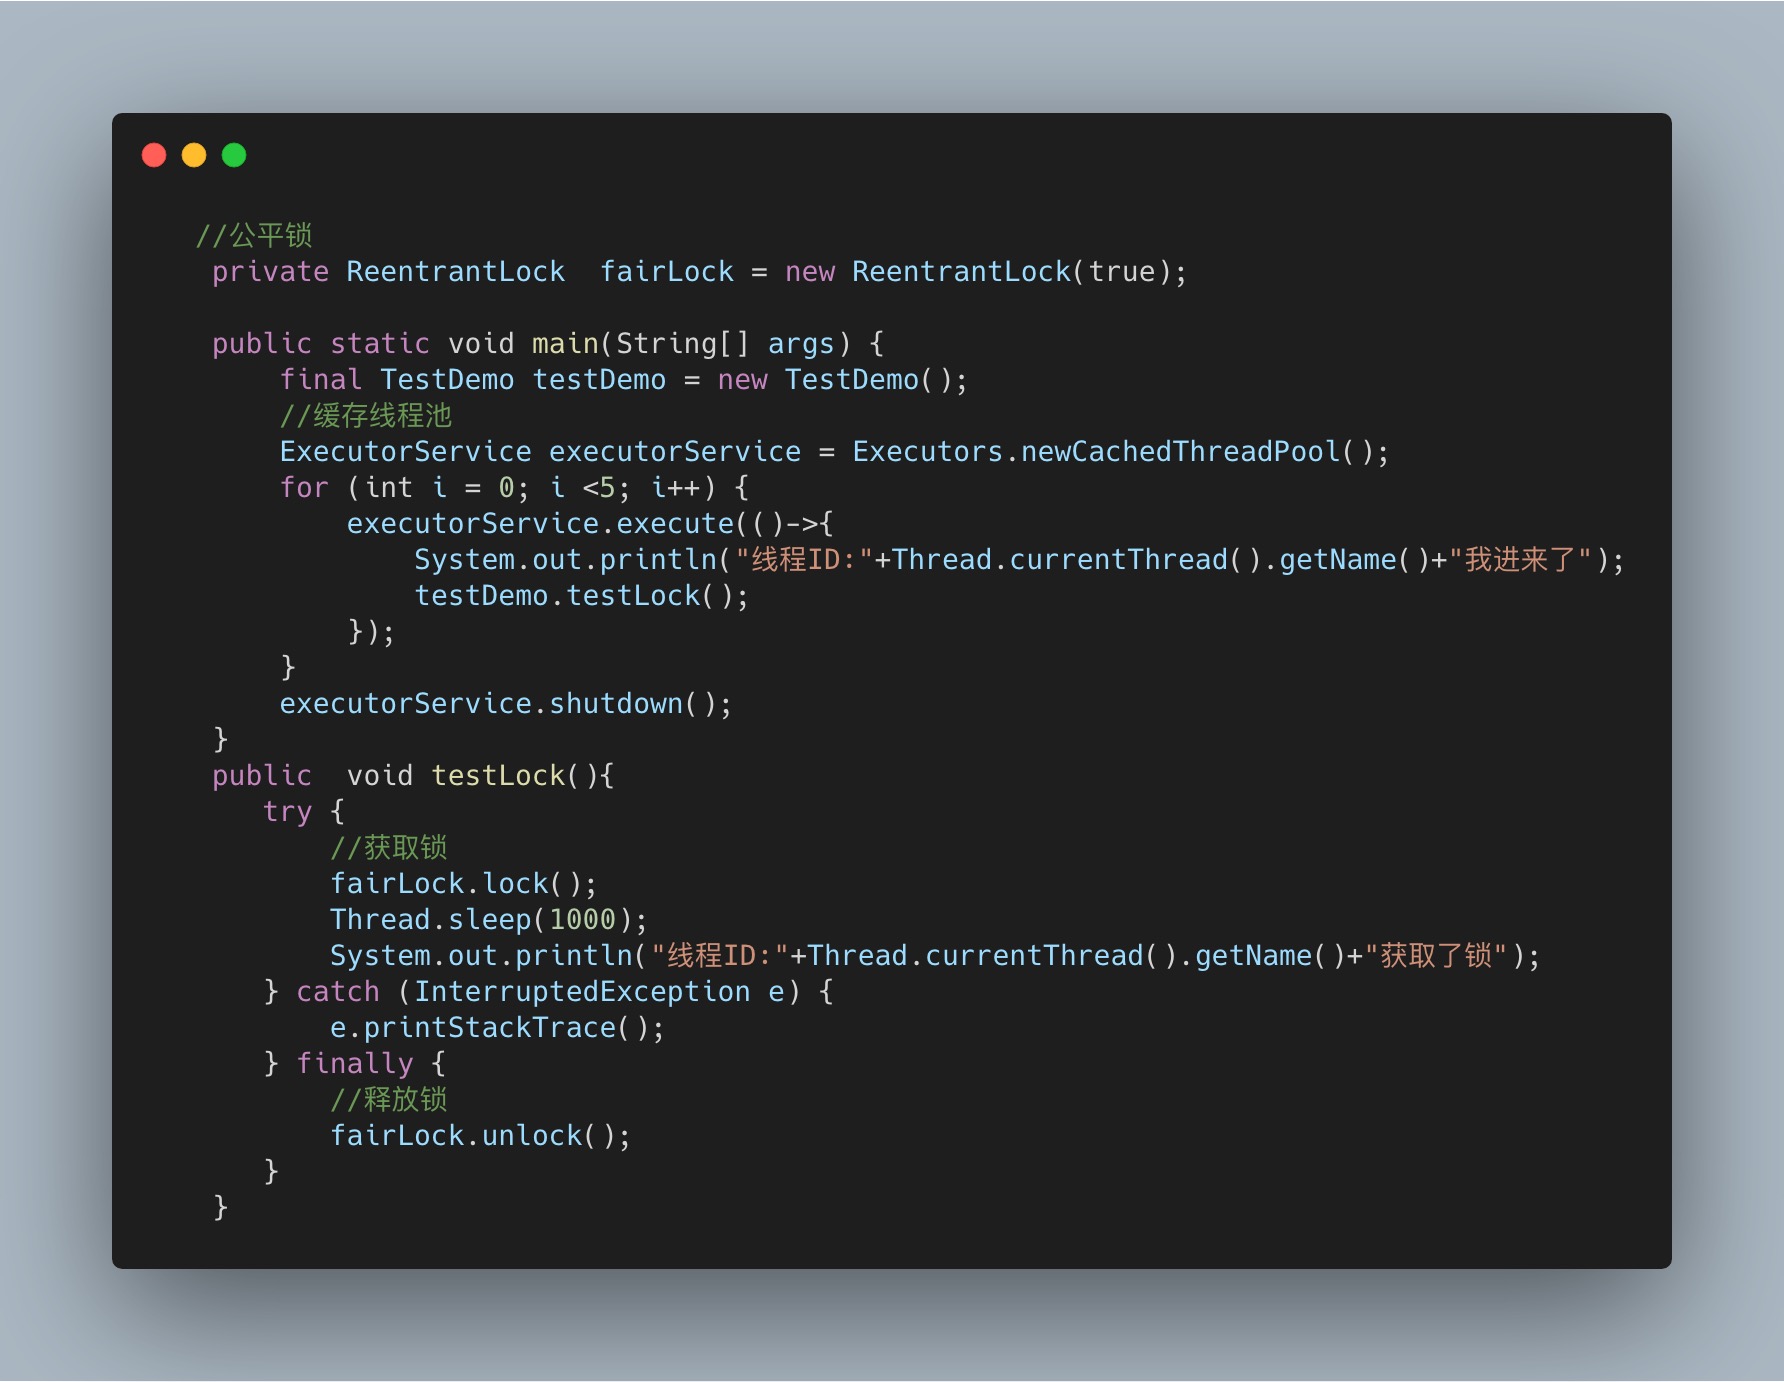 //公平锁
private ReentrantLock  fairLock = new ReentrantLock(true);
public static void main(String[] args) {
final TestDemo testDemo = new TestDemo();
//缓存线程池
ExecutorService executorService = Executors.newCachedThreadPool();
for (int i = 0; i <5; i++) {
executorService.execute(()->{
System.out.println("线程ID:"+Thread.currentThread().getName()+"我进来了");
testDemo.testLock();
});
}
executorService.shutdown();
}
public  void testLock(){
try {
//获取锁
fairLock.lock();
Thread.sleep(1000);
System.out.println("线程ID:"+Thread.currentThread().getName()+"获取了锁");
} catch (InterruptedException e) {
e.printStackTrace();
} finally {
//释放锁
fairLock.unlock();
}
}